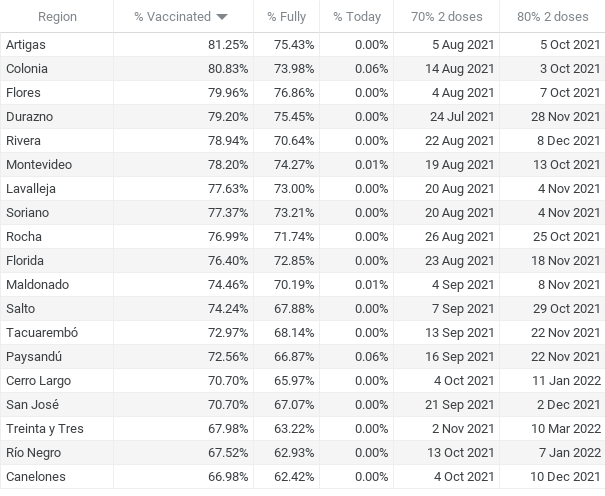 Region % Vaccinated % Fully % Today 70% 2 doses 80% 2 doses
Artigas 81.25% 75.43% 0.00% 5 Aug 2021 5 Oct 2021
Colonia 80.83% 73.98% 0.06% 14 Aug 2021 3 Oct 2021
Flores 79.96% 76.86% 0.00% 4 Aug 2021 7 Oct 2021
Durazno 79.20% 75.45% 0.00% 24 Jul 2021 28 Nov 2021
Rivera 78.94% 70.64% 0.00% 22 Aug 2021 8 Dec 2021
Montevideo 78.20% 74.27% 0.01% 19 Aug 2021 13 Oct 2021
Lavalleja 77.63% 73.00% 0.00% 20 Aug 2021 4 Nov 2021
Soriano 77.37% 73.21% 0.00% 20 Aug 2021 4 Nov 2021
Rocha 76.99% 71.74% 0.00% 26 Aug 2021 25 Oct 2021
Florida 76.40% 72.85% 0.00% 23 Aug 2021 18 Nov 2021
Maldonado 74.46% 70.19% 0.01% 4 Sep 2021 8 Nov 2021
Salto 74.24% 67.88% 0.00% 7 Sep 2021 29 Oct 2021
Tacuarembó 72.97% 68.14% 0.00% 13 Sep 2021 22 Nov 2021
Paysandú 72.56% 66.87% 0.06% 16 Sep 2021 22 Nov 2021
Cerro Largo 70.70% 65.97% 0.00% 4 Oct 2021 11 Jan 2022
San José 70.70% 67.07% 0.00% 21 Sep 2021 2 Dec 2021
Treinta y Tres 67.98% 63.22% 0.00% 2 Nov 2021 10 Mar 2022
Río Negro 67.52% 62.93% 0.00% 13 Oct 2021 7 Jan 2022
Canelones 66.98% 62.42% 0.00% 4 Oct 2021 10 Dec 2021